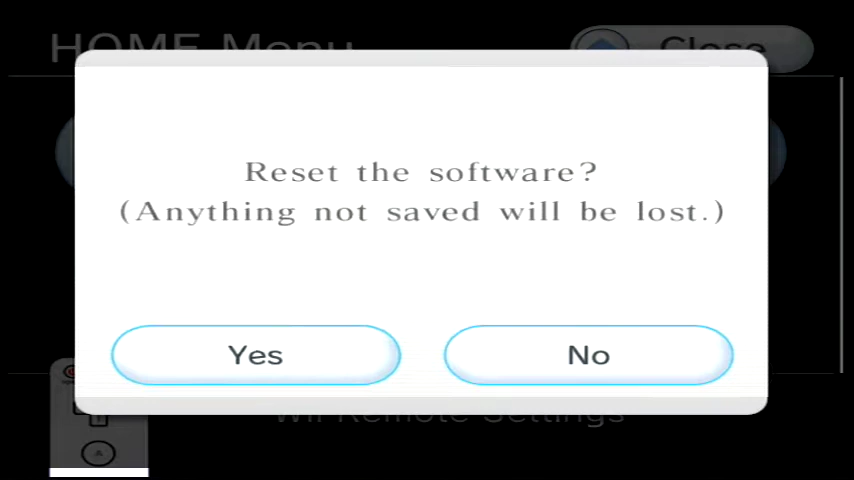 HOME Menu
Close
Reset the software?
(Anything not saved will be lost.)
Yes
No
Wii Remote Settings
A